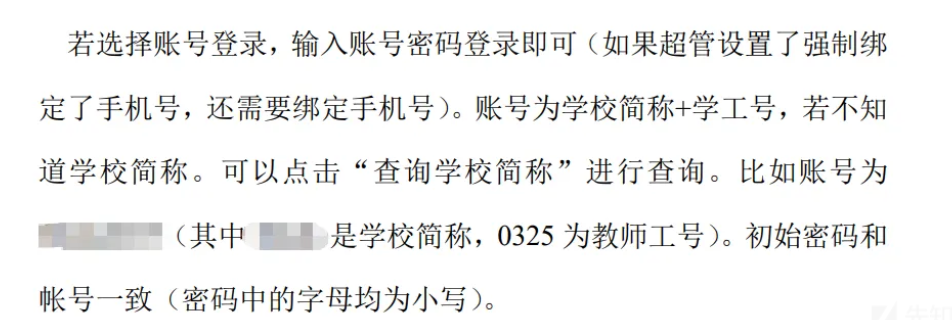 若选择账号登录，输入账号密码登录即可（如果超管设置了强制绑
定了手机号，还需要绑定手机号）。账号为学校简称+学工号，若不知
道学校简称。可以点击“查询学校简称”进行查询。比如账号为
（其中 是学校简称，0325 为教师工号）。初始密码和
帐号一致（密码中的字母均为小写）。
先知